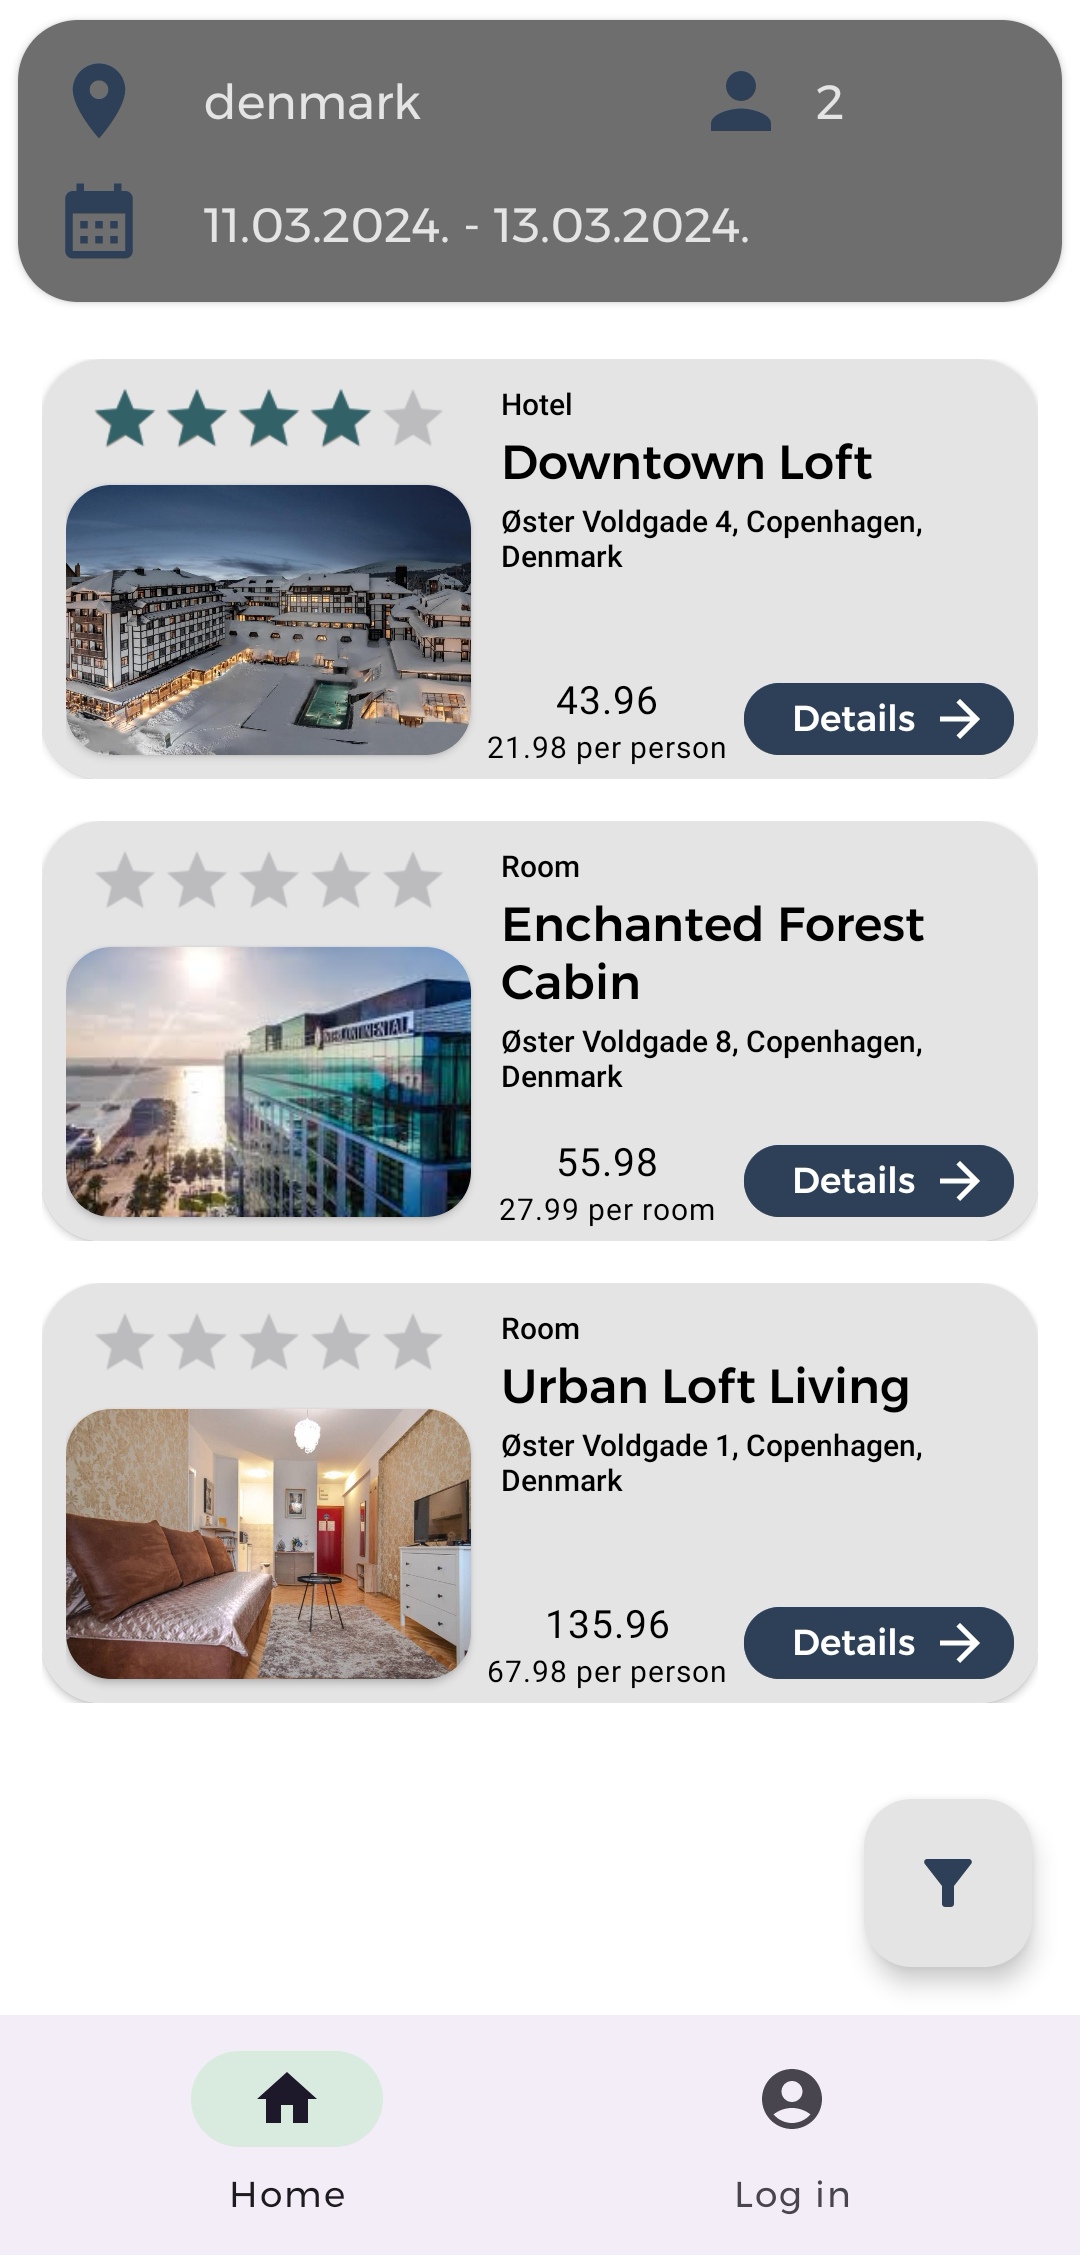 denmark
2
11.03.2024. - 13.03.2024.
Hotel
Downtown Loft
Øster Voldgade 4, Copenhagen,
Denmark
43.96
21.98 per person
Details
Room
Enchanted Forest
Cabin
Øster Voldgade 8, Copenhagen,
Denmark
INTERCONTINENTAL
55.98
27.99 per room
Details
Room
Urban Loft Living
Øster Voldgade 1, Copenhagen,
Denmark
135.96
67.98 per person
Details
Home
Log in